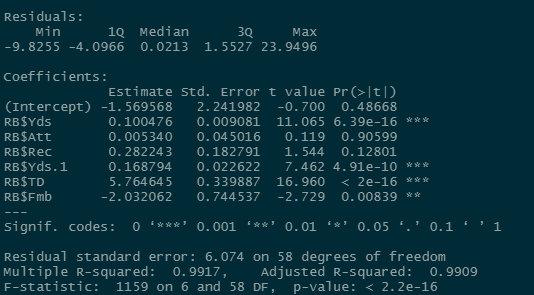 Residuals:
    Min      1Q  Median      3Q     Max
-9.8255 -4.0966  0.0213  1.5527 23.9496

Coefficients:
             Estimate Std. Error t value Pr(>|t|)
(Intercept) -1.569568   2.241982  -0.700  0.48668
RB$Yds       0.100476   0.009081  11.065 6.39e-16 ***
RB$Att       0.005340   0.045016   0.119  0.90599
RB$Rec       0.282243   0.182791   1.544  0.12801
RB$Yds.1     0.168794   0.022622   7.462 4.91e-10 ***
RB$TD        5.764645   0.339887  16.960  < 2e-16 ***
RB$Fmb      -2.032062   0.744537  -2.729  0.00839 **
---
Signif. codes:  0 ‘***’ 0.001 ‘**’ 0.01 ‘*’ 0.05 ‘.’ 0.1 ‘ ’ 1

Residual standard error: 6.074 on 58 degrees of freedom
Multiple R-squared:  0.9917,    Adjusted R-squared:  0.9909
F-statistic:  1159 on 6 and 58 DF,  p-value: < 2.2e-16